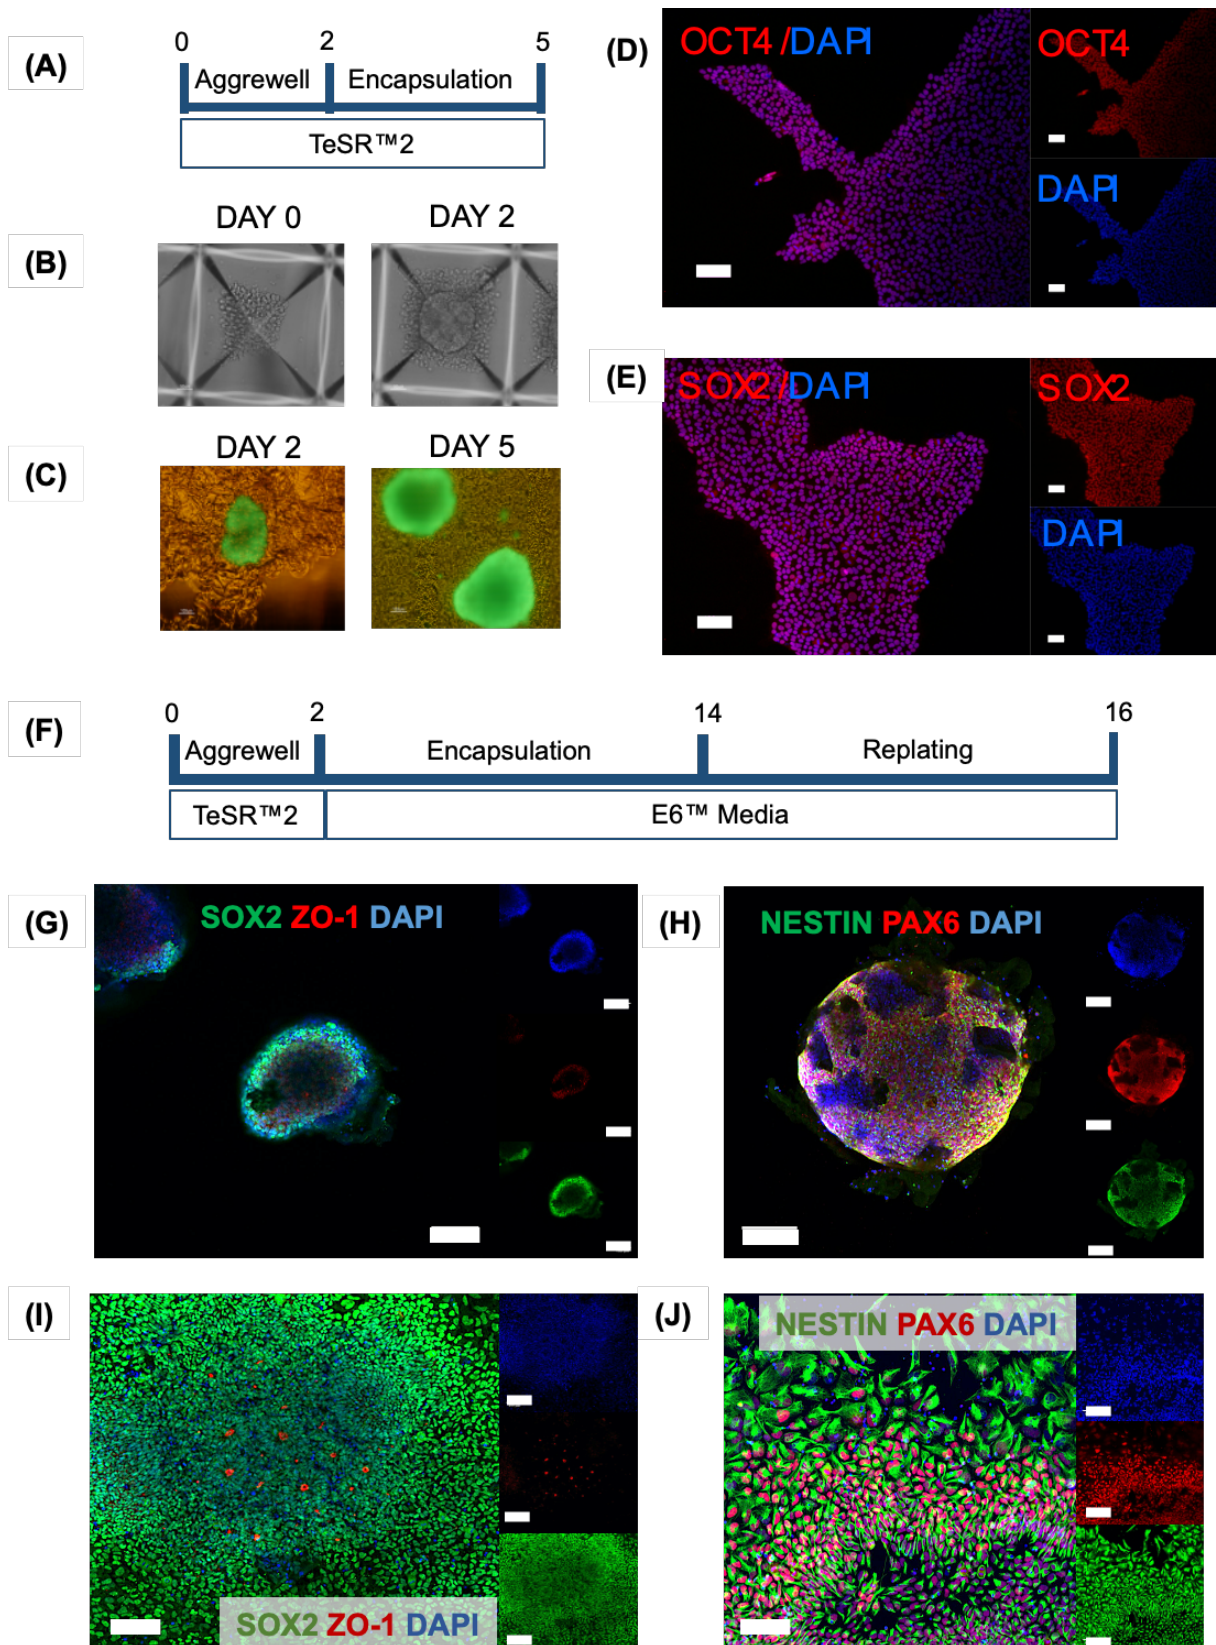 (A)
0 2 5
Aggrewell Encapsulation
TeSR™2
DAY 0 DAY 2
(B)
DAY 2 DAY 5
(C)
(D)
OCT4 /DAPI
OCT4
DAPI
(E)
SOX2 /DAPI
SOX2
DAPI
(F)
0 2 14 16
Aggrewell Encapsulation Replating
TeSR™2 E6™ Media
(G)
SOX2 ZO-1 DAPI
(H)
NESTIN PAX6 DAPI
(I)
SOX2 ZO-1 DAPI
(J)
NESTIN PAX6 DAPI